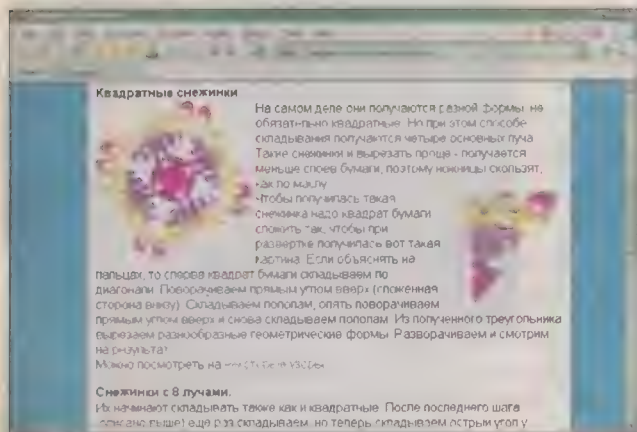 Квадратные снежинки
На самом деле они получаются разной формы, не
обязательно квадратные. Но при этом способе
складывания получаются четыре основных луча.
Такие снежинки и вырезать проще - получается
меньше слоев бумаги, поэтому ножницы скользят,
как по маслу.
Чтобы получилась такая
снежинка надо квадрат бумаги
сложить так, чтобы при
развертке получилась вот такая
картина. Если объяснять на
пальцах, то сперва квадрат бумаги складываем по
диагонали. Поворачиваем прямым углом вверх (сложенная
сторона внизу). Складываем пополам, опять поворачиваем
прямым углом вверх и снова складываем пополам. Из полученного треугольника
вырезаем разнообразные геометрические формы. Разворачиваем и смотрим
на результат.
Можно посмотреть на
Снежинки с 8 лучами.
Их начинают складывать также как и квадратные. После последнего шага
(описано выше) еще раз складываем, но теперь складываем острым угол у